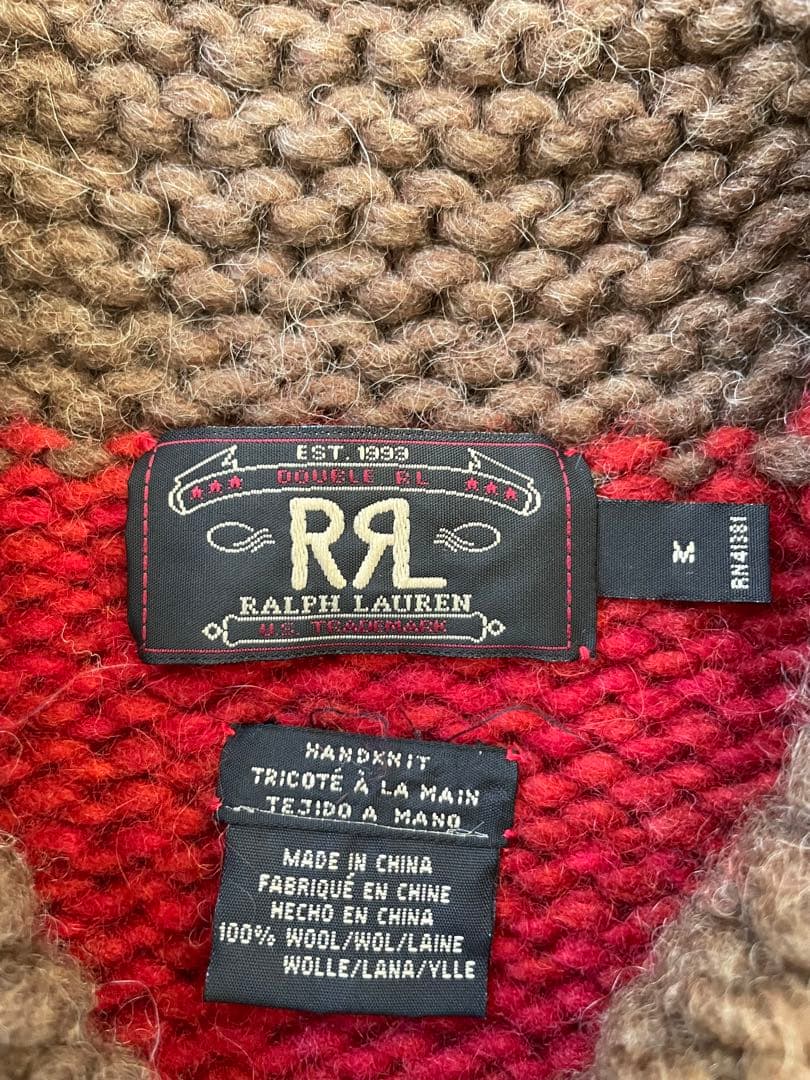 EST. 1993
DOUBLE RL
RRL
RALPH LAUREN
U.S. TRADEMARK
M
RN41381
HANDKNIT
TRICOTÉ À LA MAIN
TEJIDO A MANO
MADE IN CHINA
FABRIQUÉ EN CHINE
HECHO EN CHINA
100% WOOL/WOL/LAINE
WOLLE/LANA/YLLE